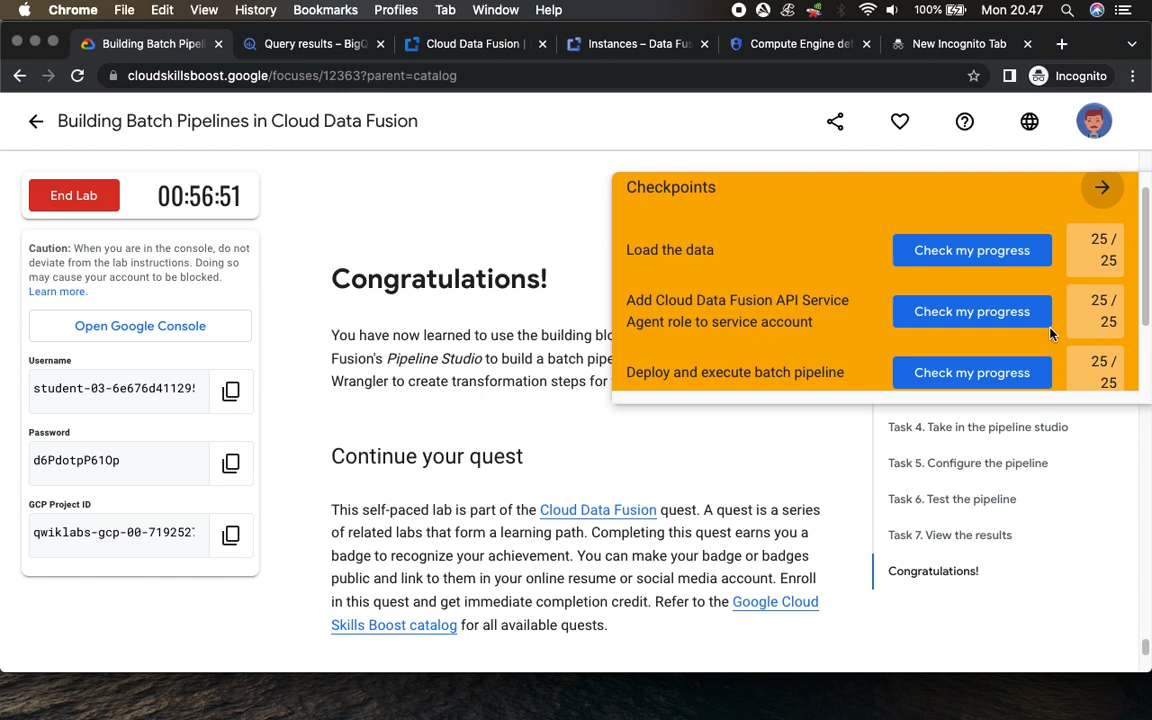 Chrome File Edit View History Bookmarks Profiles Tab Window Help 100% Mon 20.47
Building Batch Pipeli Query results – BigQ Cloud Data Fusion | Instances – Data Fus Compute Engine def New Incognito Tab
cloudskillsboost.google/focuses/12363?parent=catalog Incognito
Building Batch Pipelines in Cloud Data Fusion
End Lab 00:56:51
Caution: When you are in the console, do not
deviate from the lab instructions. Doing so
may cause your account to be blocked.
Learn more.
Open Google Console
Username
student-03-6e676d41129
Password
d6PdotpP61Op
GCP Project ID
qwiklabs-gcp-00-719252
Congratulations!
You have now learned to use the building blo
Fusion's Pipeline Studio to build a batch pipe
Wrangler to create transformation steps for
Continue your quest
This self-paced lab is part of the Cloud Data Fusion quest. A quest is a series
of related labs that form a learning path. Completing this quest earns you a
badge to recognize your achievement. You can make your badge or badges
public and link to them in your online resume or social media account. Enroll
in this quest and get immediate completion credit. Refer to the Google Cloud
Skills Boost catalog for all available quests.
Checkpoints
Load the data Check my progress 25 /
25
Add Cloud Data Fusion API Service
Agent role to service account Check my progress 25 /
25
Deploy and execute batch pipeline Check my progress 25 /
25
Task 4. Take in the pipeline studio
Task 5. Configure the pipeline
Task 6. Test the pipeline
Task 7. View the results
Congratulations!